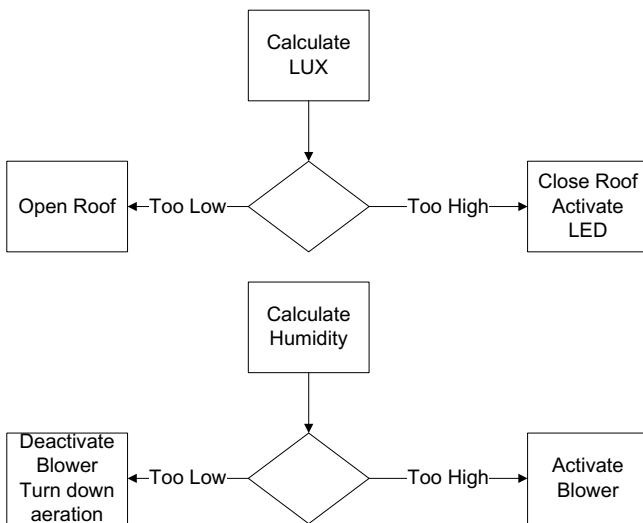 Calculate
LUX
Open Roof
Too Low
Too High
Close Roof
Activate
LED
Calculate
Humidity
Deactivate
Blower
Turn down
aeration
Too Low
Too High
Activate
Blower